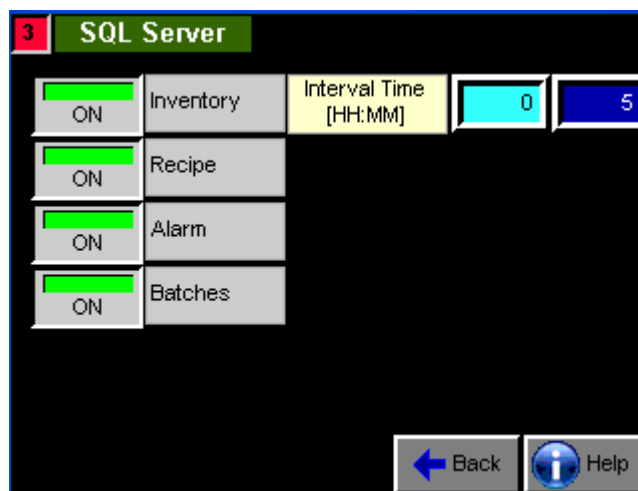 3 SQL Server
ON Inventory Interval Time [HH:MM] 0 5
ON Recipe
ON Alarm
ON Batches
Back Help